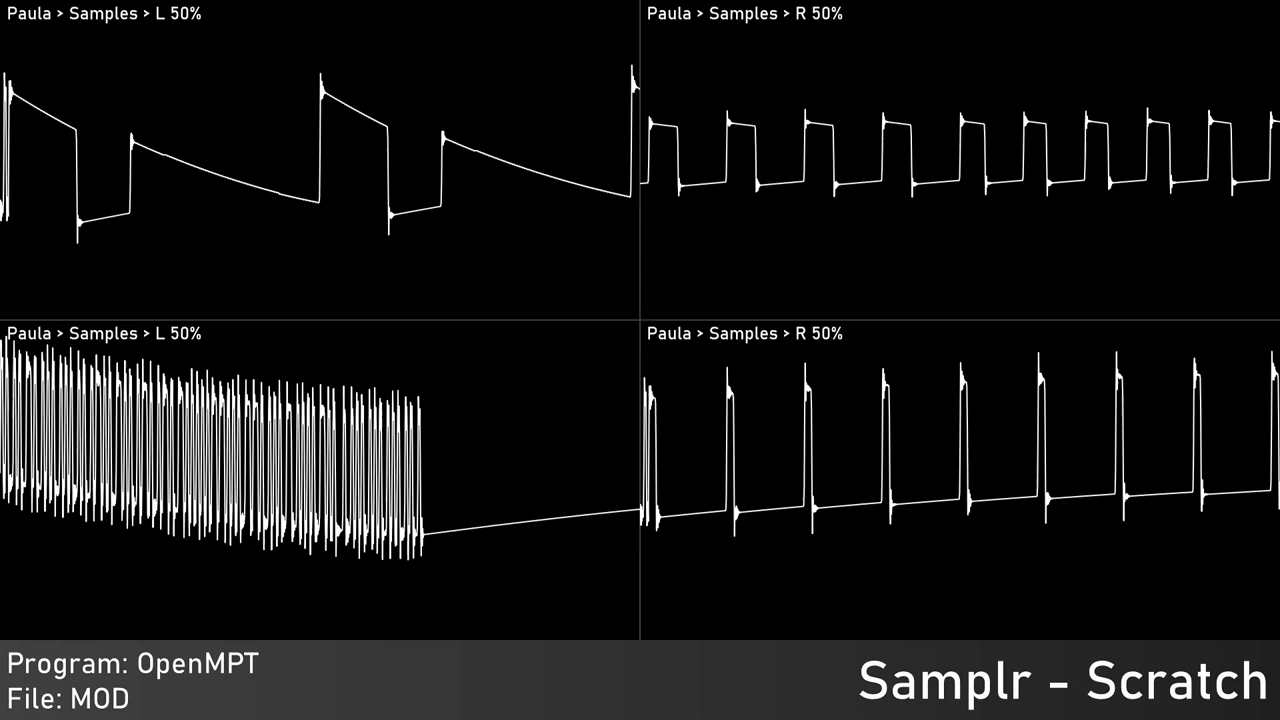 Paula > Samples > L 50%
Paula > Samples > R 50%
Paula > Samples > L 50%
Paula > Samples > R 50%
Program: OpenMPT
File: MOD
Samplr - Scratch